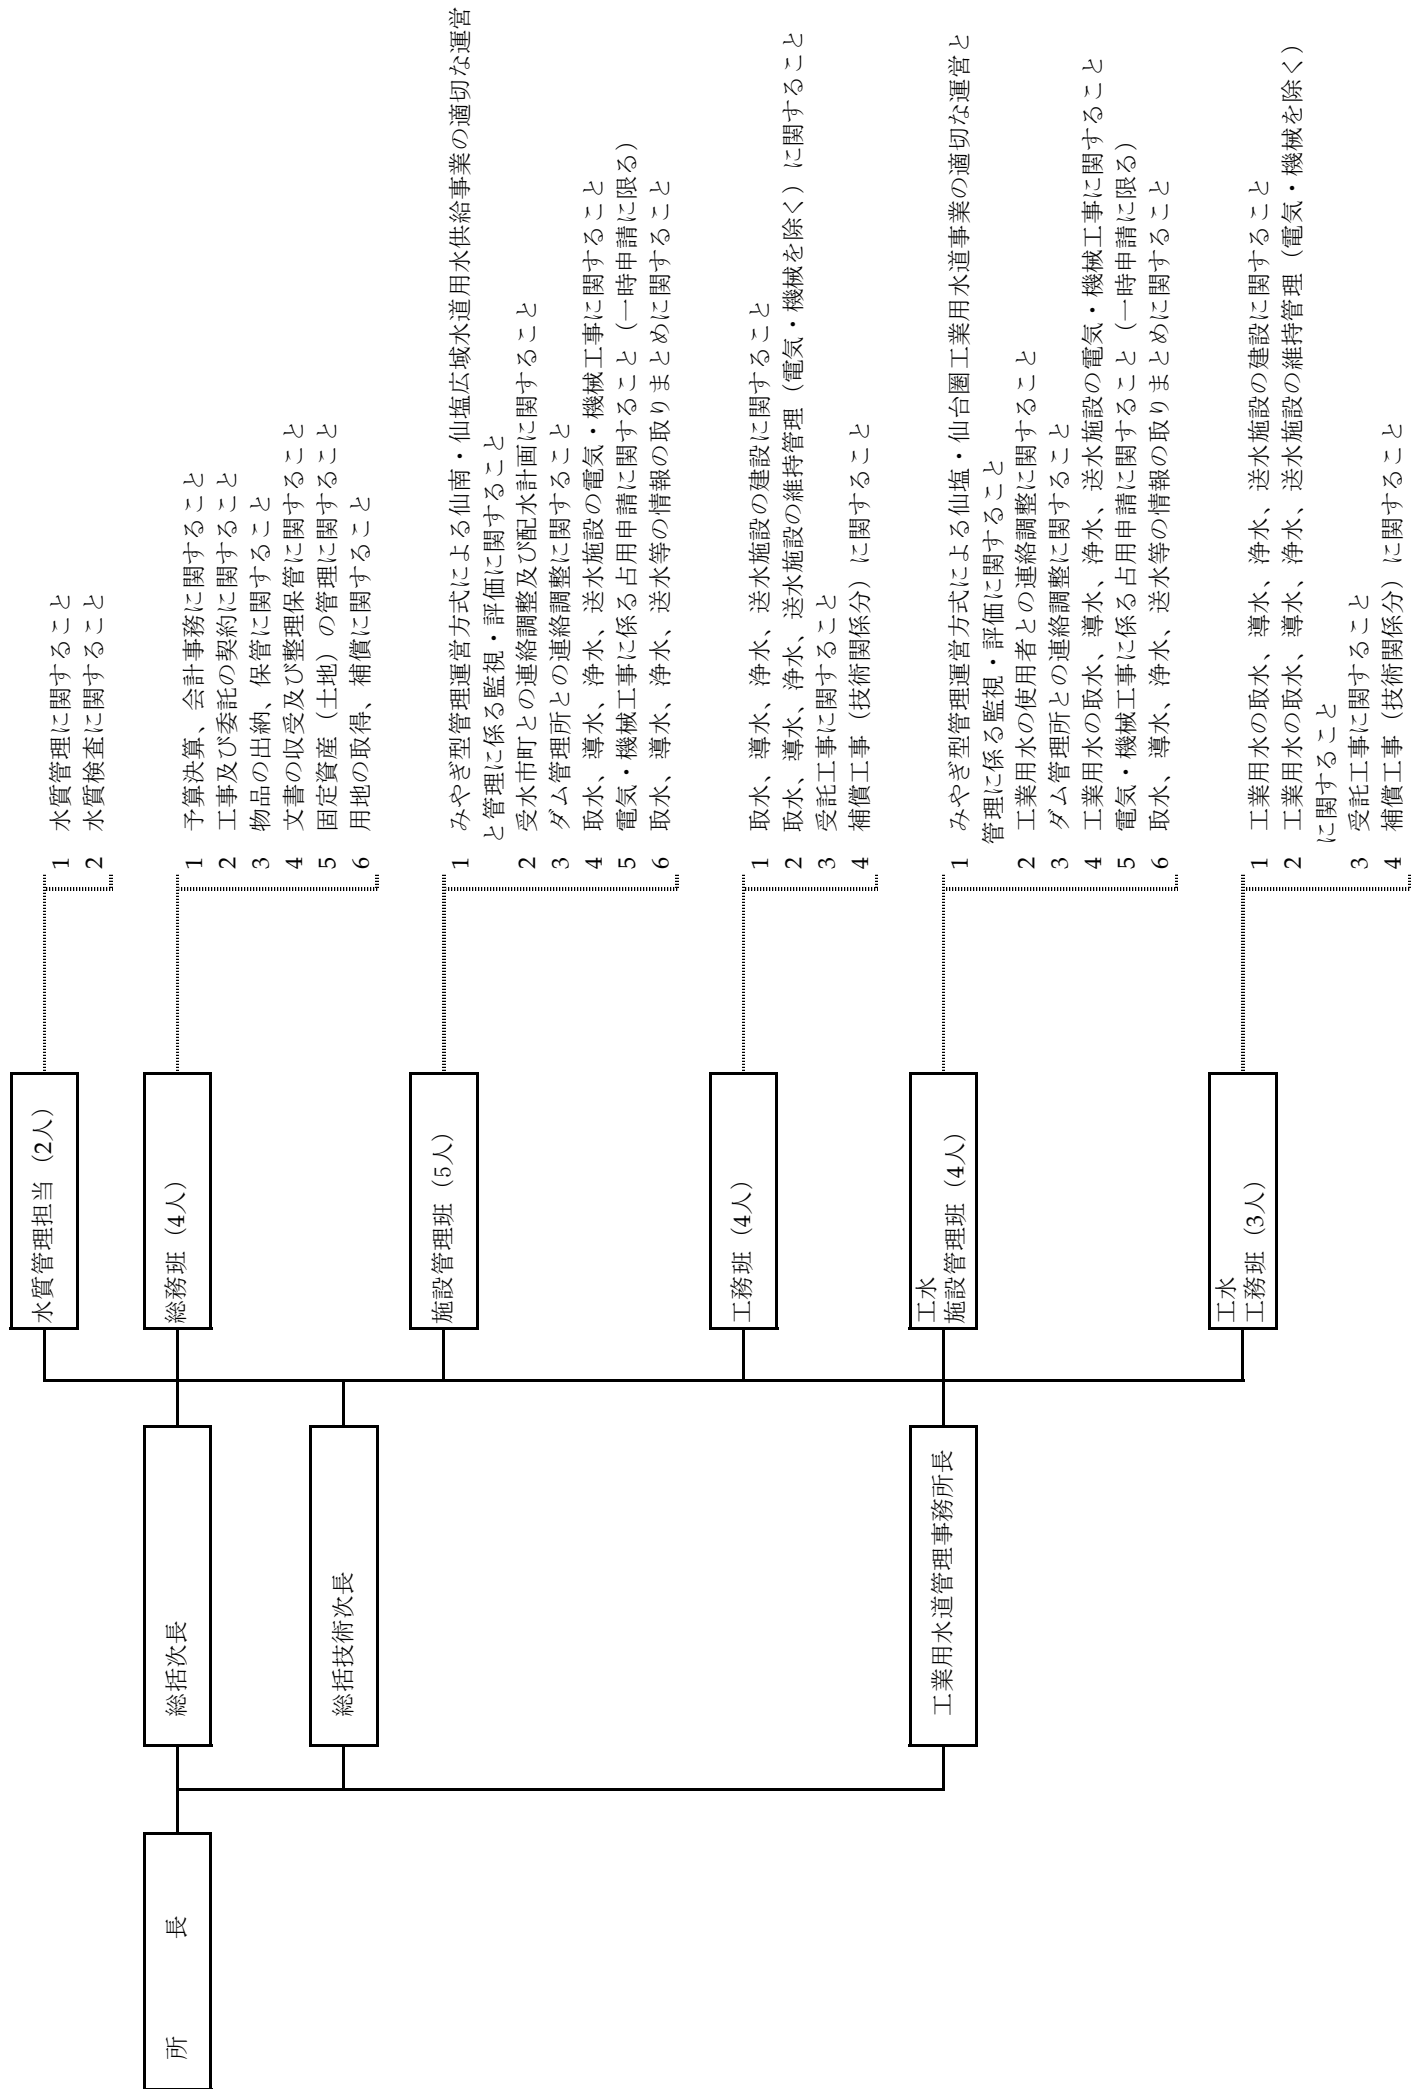 所　　長
総括次長
総括技術次長
工業用水道管理事務所長
水質管理担当（2人）
1　水質管理に関すること
2　水質検査に関すること
総務班（4人）
1　予算決算、会計事務に関すること
2　工事及び委託の契約に関すること
3　物品の出納、保管に関すること
4　文書の収受及び整理保管に関すること
5　固定資産（土地）の管理に関すること
6　用地の取得、補償に関すること
施設管理班（5人）
1　みやぎ型管理運営方式による仙南・仙塩広域水道用水供給事業の適切な運営
と管理に係る監視・評価に関すること
2　受水市町との連絡調整及び配水計画に関すること
3　ダム管理所との連絡調整に関すること
4　取水、導水、浄水、送水施設の電気・機械工事に関すること
5　電気・機械工事に係る占用申請に関すること（一時申請に限る）
6　取水、導水、浄水、送水等の情報の取りまとめに関すること
工務班（4人）
1　取水、導水、浄水、送水施設の建設に関すること
2　取水、導水、浄水、送水施設の維持管理（電気・機械を除く）に関すること
3　受託工事に関すること
4　補償工事（技術関係分）に関すること
工水
施設管理班（4人）
1　みやぎ型管理運営方式による仙塩・仙台圏工業用水道事業の適切な運営と
管理に係る監視・評価に関すること
2　工業用水の使用者との連絡調整に関すること
3　ダム管理所との連絡調整に関すること
4　工業用水の取水、導水、浄水、送水施設の電気・機械工事に関すること
5　電気・機械工事に係る占用申請に関すること（一時申請に限る）
6　取水、導水、浄水、送水等の情報の取りまとめに関すること
工水
工務班（3人）
1　工業用水の取水、導水、浄水、送水施設の建設に関すること
2　工業用水の取水、導水、浄水、送水施設の維持管理（電気・機械を除く）
に関すること
3　受託工事に関すること
4　補償工事（技術関係分）に関すること